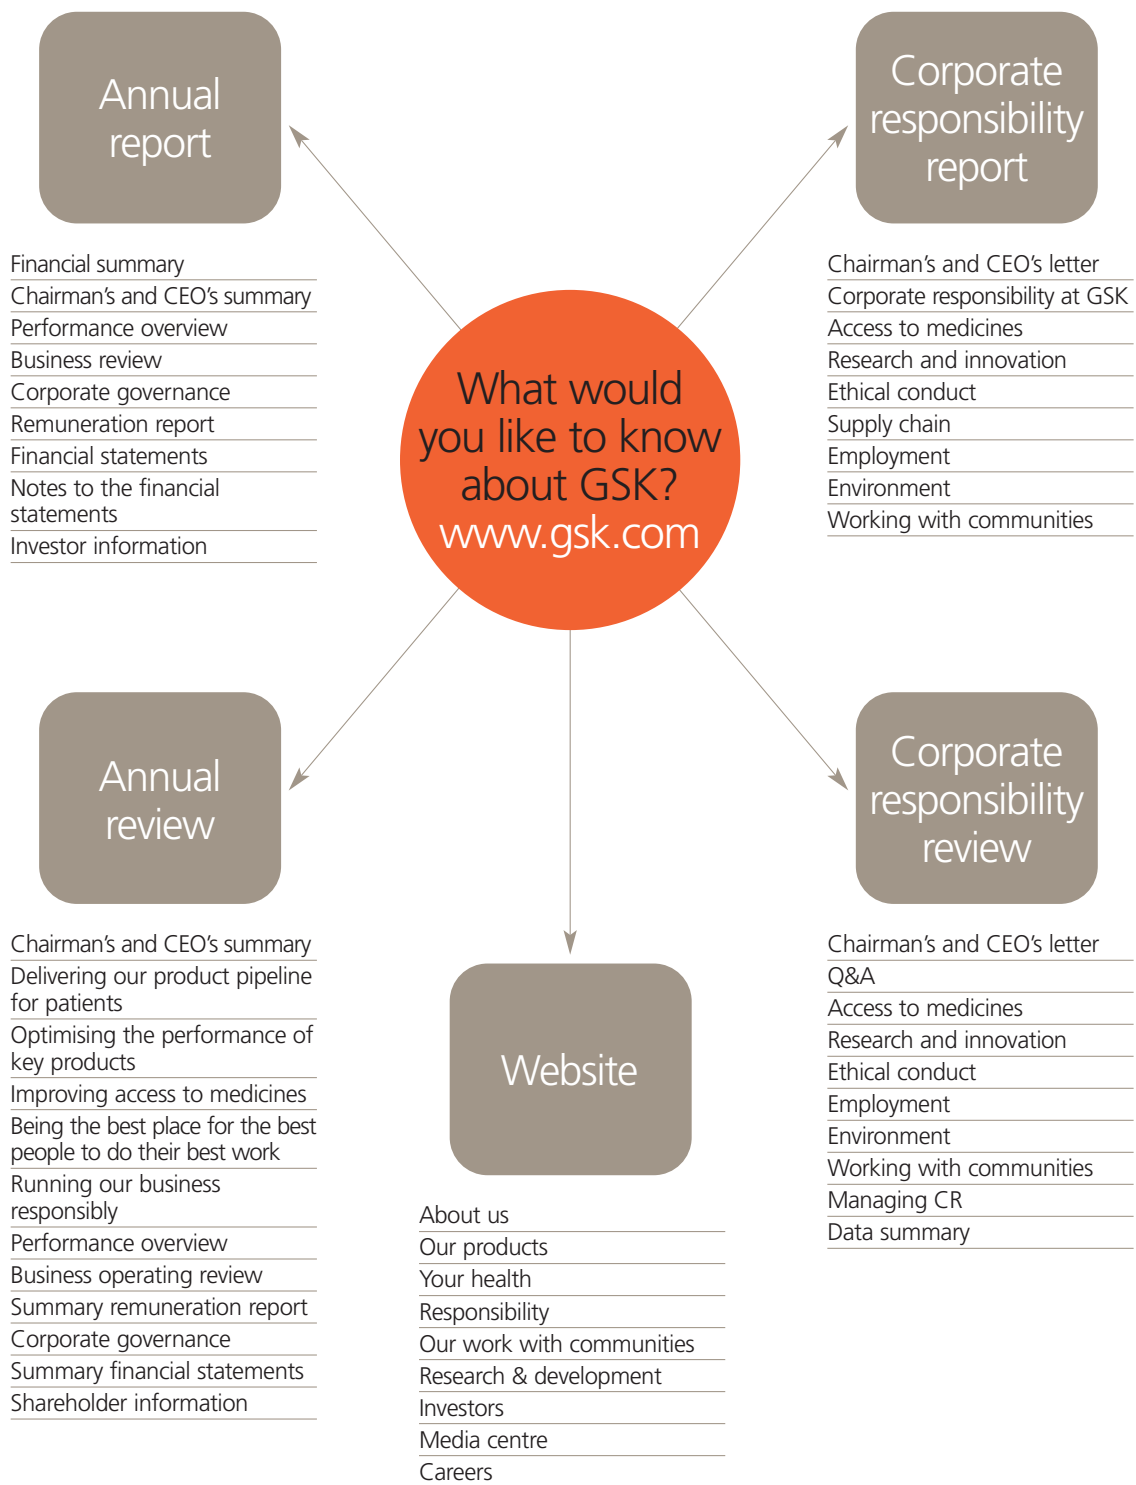 Annual
report
Financial summary
Chairman’s and CEO’s summary
Performance overview
Business review
Corporate governance
Remuneration report
Financial statements
Notes to the financial
statements
Investor information
Corporate
responsibility
report
Chairman’s and CEO’s letter
Corporate responsibility at GSK
Access to medicines
Research and innovation
Ethical conduct
Supply chain
Employment
Environment
Working with communities
What would
you like to know
about GSK?
www.gsk.com
Annual
review
Chairman’s and CEO’s summary
Delivering our product pipeline
for patients
Optimising the performance of
key products
Improving access to medicines
Being the best place for the best
people to do their best work
Running our business
responsibly
Performance overview
Business operating review
Summary remuneration report
Corporate governance
Summary financial statements
Shareholder information
Website
About us
Our products
Your health
Responsibility
Our work with communities
Research & development
Investors
Media centre
Careers
Corporate
responsibility
review
Chairman’s and CEO’s letter
Q&A
Access to medicines
Research and innovation
Ethical conduct
Employment
Environment
Working with communities
Managing CR
Data summary